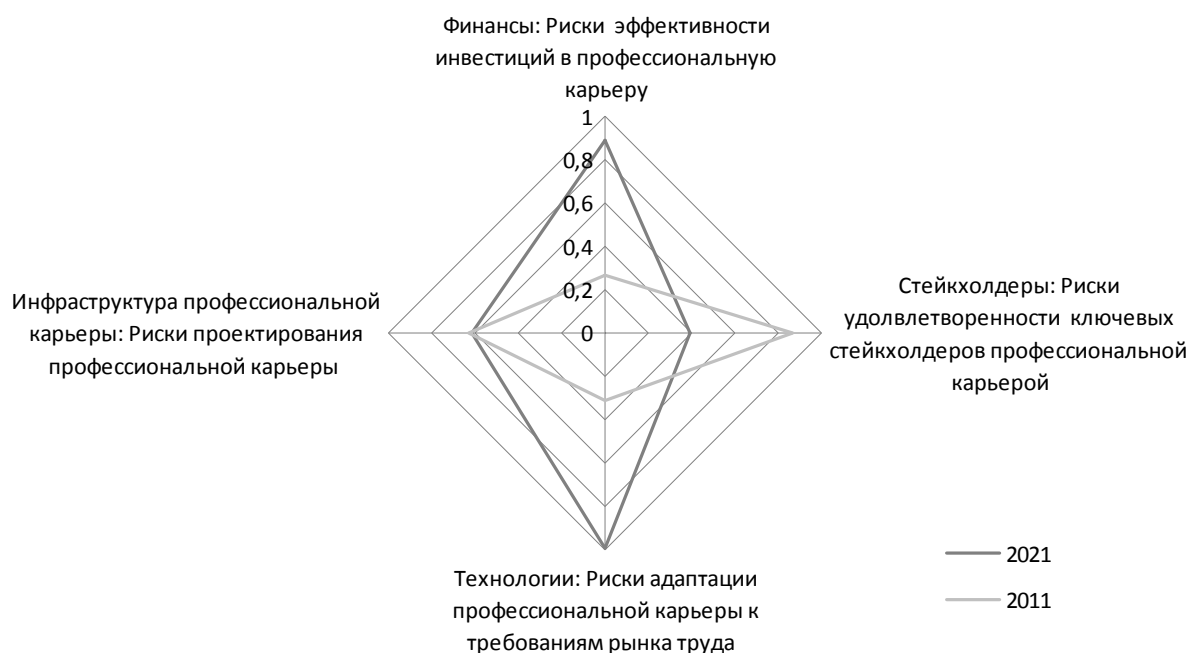 Финансы: Риски эффективности
инвестиций в профессиональную
карьеру
1
0,8
0,6
0,4
0,2
0
Инфраструктура профессиональной
карьеры: Риски проектирования
профессиональной карьеры
Стейкхолдеры: Риски
удолвлетворенности ключевых
стейкхолдеров профессиональной
карьерой
Технологии: Риски адаптации
профессиональной карьеры к
требованиям рынка труда
2021
2011